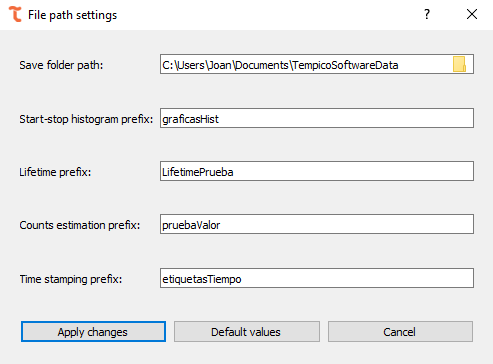 File path settings
Save folder path: C:\Users\Joan\Documents\TempicoSoftwareData
Start-stop histogram prefix: graficasHist
Lifetime prefix: LifetimePrueba
Counts estimation prefix: pruebaValor
Time stamping prefix: etiquetasTiempo
Apply changes Default values Cancel